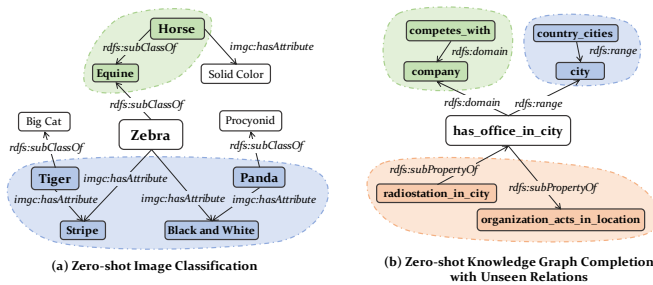 Horse
rdfs:subClassOf
imgc:hasAttribute
Equine
Solid Color
rdfs:subClassOf
Big Cat
Procyonid
Zebra
rdfs:subClassOf
rdfs:subClassOf
Tiger
imgc:hasAttribute
Panda
imgc:hasAttribute
imgc:hasAttribute
imgc:hasAttribute
Stripe
Black and White
(a) Zero-shot Image Classification
competes_with
country_cities
rdfs:domain
rdfs:range
company
city
rdfs:domain
rdfs:range
has_office_in_city
rdfs:subPropertyOf
radiostation_in_city
rdfs:subPropertyOf
organization_acts_in_location
(b) Zero-shot Knowledge Graph Completion
with Unseen Relations